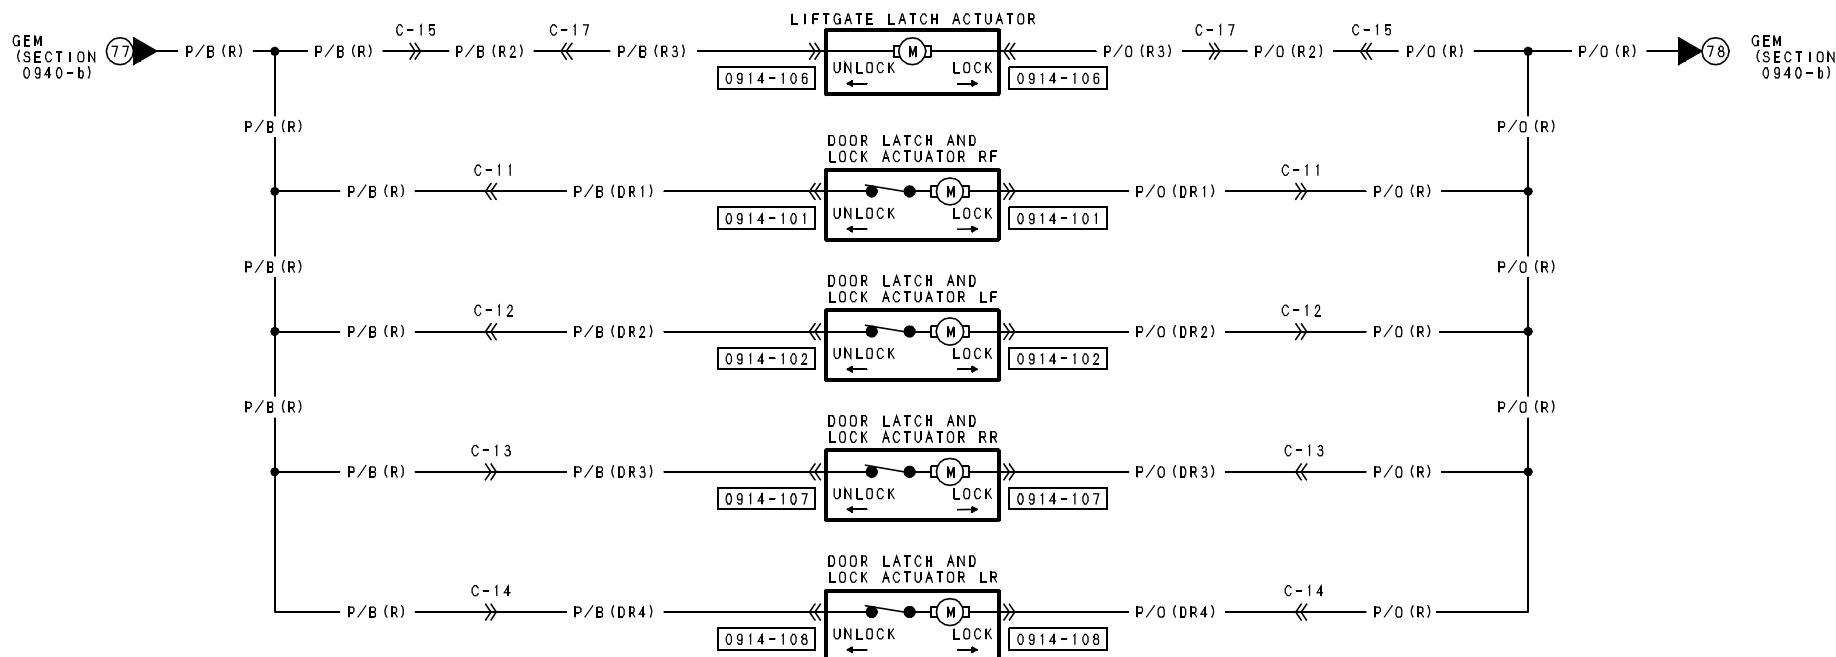 LIFTGATE LATCH ACTUATOR
GEM
(SECTION
0940-b)
77
P/B(R)
P/B(R)
C-15
P/B(R2)
C-17
P/B(R3)
M
UNLOCK
LOCK
0914-106
0914-106
P/O(R3)
C-17
P/O(R2)
C-15
P/O(R)
P/O(R)
78
GEM
(SECTION
0940-b)
P/B(R)
P/O(R)
DOOR LATCH AND
LOCK ACTUATOR RF
P/B(R)
C-11
P/B(DR1)
M
UNLOCK
LOCK
0914-101
0914-101
P/O(DR1)
C-11
P/O(R)
P/B(R)
P/O(R)
DOOR LATCH AND
LOCK ACTUATOR LF
P/B(R)
C-12
P/B(DR2)
M
UNLOCK
LOCK
0914-102
0914-102
P/O(DR2)
C-12
P/O(R)
P/B(R)
P/O(R)
DOOR LATCH AND
LOCK ACTUATOR RR
P/B(R)
C-13
P/B(DR3)
M
UNLOCK
LOCK
0914-107
0914-107
P/O(DR3)
C-13
P/O(R)
DOOR LATCH AND
LOCK ACTUATOR LR
P/B(R)
C-14
P/B(DR4)
M
UNLOCK
LOCK
0914-108
0914-108
P/O(DR4)
C-14
P/O(R)